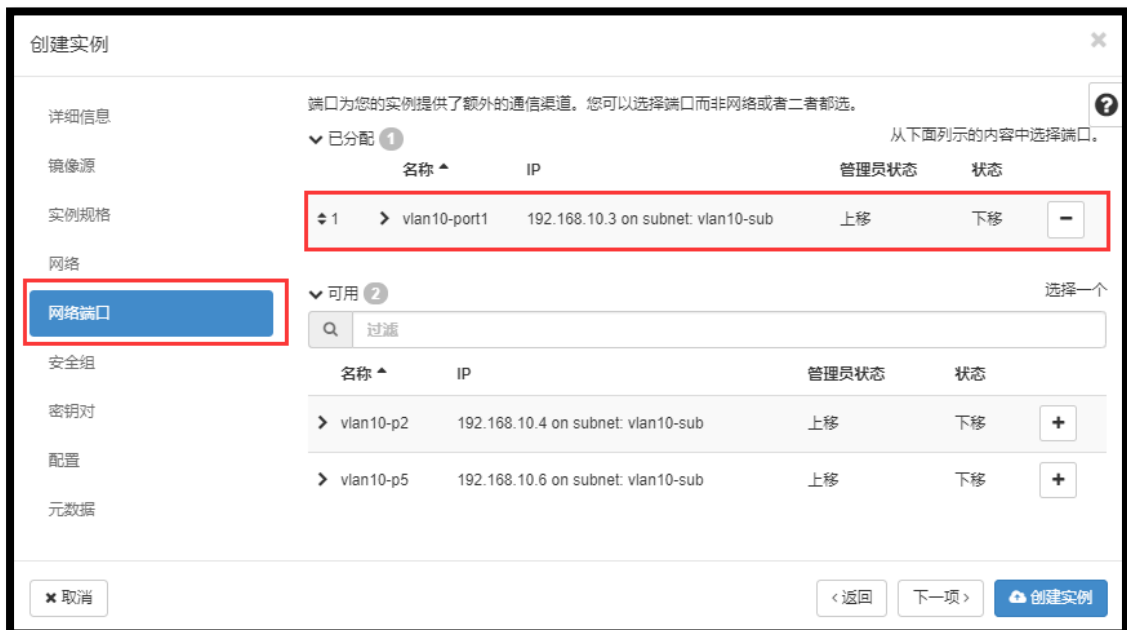 创建实例
×
详细信息
镜像源
实例规格
网络
网络端口
安全组
密钥对
配置
元数据
端口为您的实例提供了额外的通信渠道。您可以选择端口而非网络或者二者都选。
已分配 1
从下面列示的内容中选择端口。
名称 IP 管理员状态 状态
1 vlan10-port1 192.168.10.3 on subnet: vlan10-sub 上移 下移
可用 2
选择一个
过滤
名称 IP 管理员状态 状态
vlan10-p2 192.168.10.4 on subnet: vlan10-sub 上移 下移
vlan10-p5 192.168.10.6 on subnet: vlan10-sub 上移 下移
×取消
‹返回
下一项›
创建实例